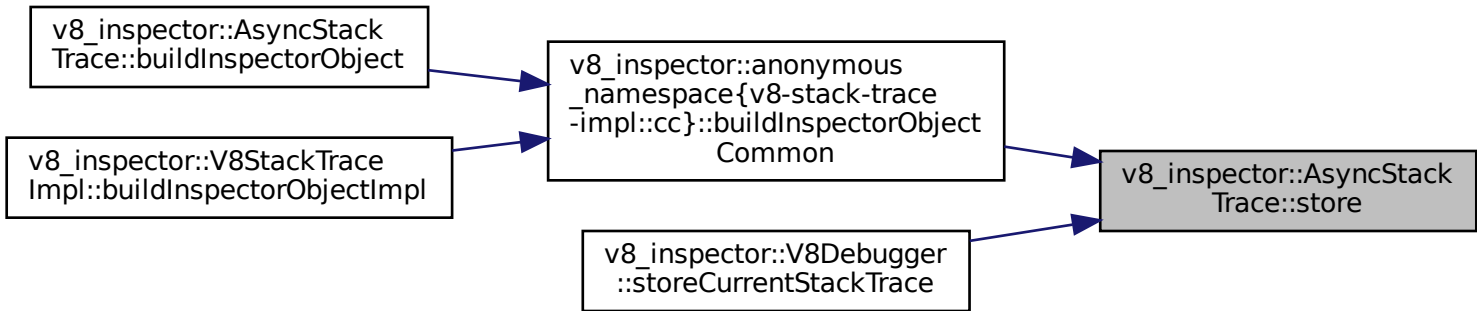 v8_inspector::AsyncStack
Trace::buildInspectorObject
v8_inspector::V8StackTrace
Impl::buildInspectorObjectImpl
v8_inspector::anonymous
_namespace{v8-stack-trace
-impl::cc}::buildInspectorObject
Common
v8_inspector::V8Debugger
::storeCurrentStackTrace
v8_inspector::AsyncStack
Trace::store